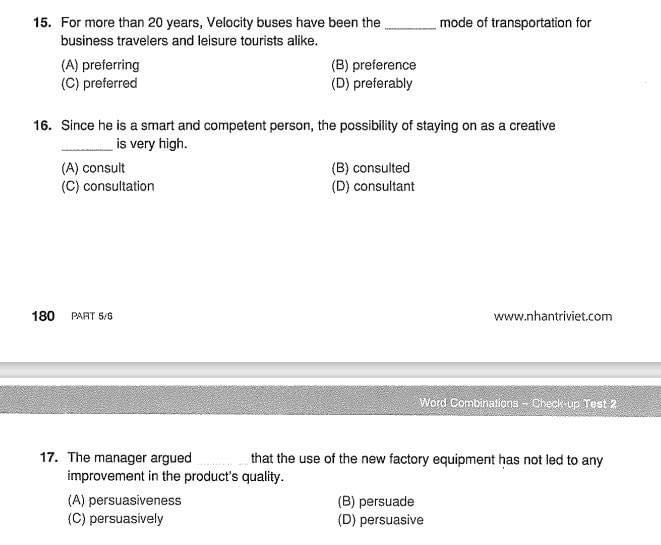 15. For more than 20 years, Velocity buses have been the ________ mode of transportation for
business travelers and leisure tourists alike.
(A) preferring (B) preference
(C) preferred (D) preferably
16. Since he is a smart and competent person, the possibility of staying on as a creative
________ is very high.
(A) consult (B) consulted
(C) consultation (D) consultant
180 PART 5/6 www.nhantriviet.com
Word Combinations – Check-up Test 2
17. The manager argued ________ that the use of the new factory equipment has not led to any
improvement in the product's quality.
(A) persuasiveness (B) persuade
(C) persuasively (D) persuasive